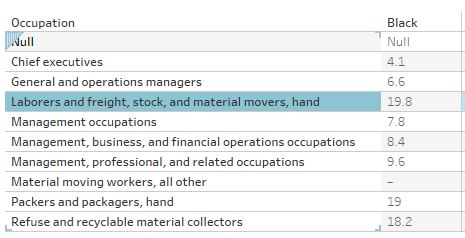 Occupation Black
Null Null
Chief executives 4.1
General and operations managers 6.6
Laborers and freight, stock, and material movers, hand 19.8
Management occupations 7.8
Management, business, and financial operations occupations 8.4
Management, professional, and related occupations 9.6
Material moving workers, all other –
Packers and packagers, hand 19
Refuse and recyclable material collectors 18.2